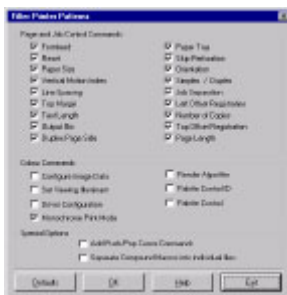 Filter Printer Patterns
Page and Job Control Commands
Formfeed
Reset
Paper Size
Vertical Motion Index
Line Spacing
Top Margin
Text Length
Output Bin
Duplex Page Side
Paper Tray
Skip Perforation
Orientation
Simplex / Duplex
Job Separation
Left Offset Registration
Number of Copies
Top Offset Registration
Page Length
Colour Commands
Configure Image Data
Set Viewing Illuminant
Driver Configuration
Monochrome Print Mode
Render Algorithm
Palette Control ID
Palette Control
Special Options
Add Push/Pop Cursor Commands
Separate Compound Macros into individual files
Defaults
OK
Help
Exit